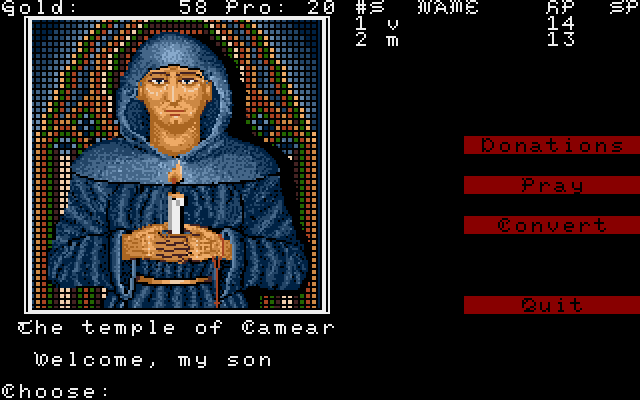 Gold: 58 Pro: 20 #S NAME AP SP
1 v 14
2 m 13
Donations
Pray
Convert
Quit
The temple of Camear
Welcome, my son
Choose: